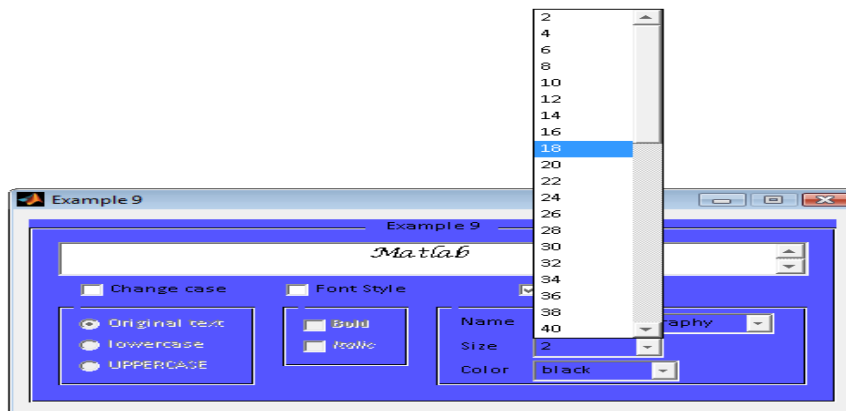 2
4
6
8
10
12
14
16
18
20
22
24
26
28
30
32
34
36
38
40
Example 9
Example 9
Matlab
Change case
Font Style
Original text
lowercase
UPPERCASE
Bold
Italic
Name
raphy
Size
2
Color
black